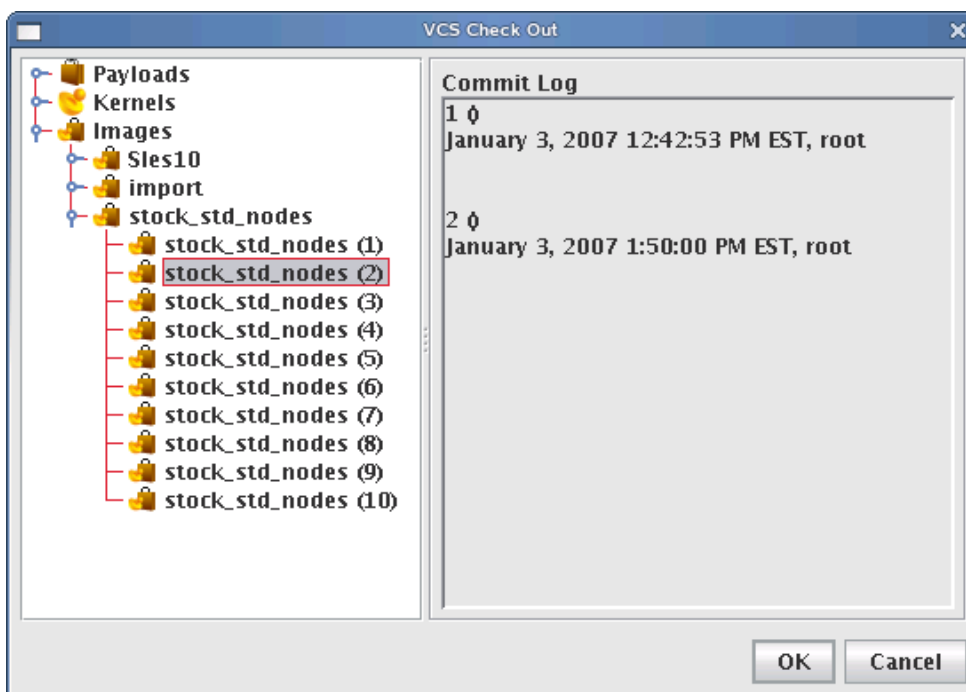 VCS Check Out
Payloads
Kernels
Images
Sles10
import
stock_std_nodes
stock_std_nodes (1)
stock_std_nodes (2)
stock_std_nodes (3)
stock_std_nodes (4)
stock_std_nodes (5)
stock_std_nodes (6)
stock_std_nodes (7)
stock_std_nodes (8)
stock_std_nodes (9)
stock_std_nodes (10)
Commit Log
1 ()
January 3, 2007 12:42:53 PM EST, root
2 ()
January 3, 2007 1:50:00 PM EST, root
OK
Cancel